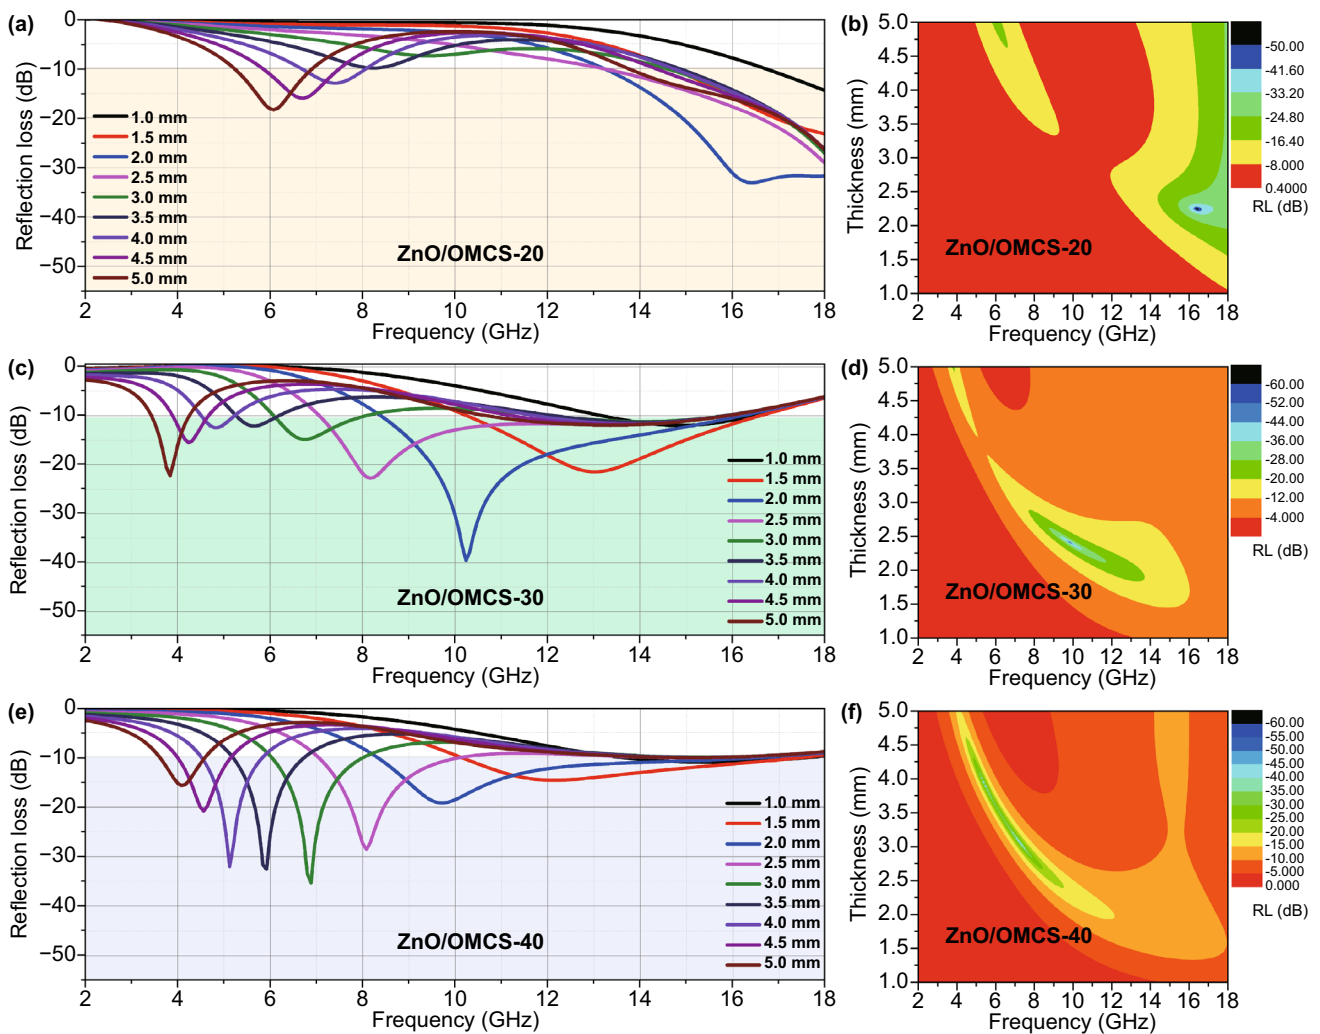 (a)
Reflection loss (dB)
0
−10
−20
−30
−40
−50
1.0 mm
1.5 mm
2.0 mm
2.5 mm
3.0 mm
3.5 mm
4.0 mm
4.5 mm
5.0 mm
ZnO/OMCS-20
2 4 6 8 10 12 14 16 18
Frequency (GHz)
(b)
Thickness (mm)
5.0
4.5
4.0
3.5
3.0
2.5
2.0
1.5
1.0
ZnO/OMCS-20
2 4 6 8 10 12 14 16 18
Frequency (GHz)
-50.00
-41.60
-33.20
-24.80
-16.40
-8.000
0.4000
RL (dB)
(c)
Reflection loss (dB)
0
−10
−20
−30
−40
−50
1.0 mm
1.5 mm
2.0 mm
2.5 mm
3.0 mm
3.5 mm
4.0 mm
4.5 mm
5.0 mm
ZnO/OMCS-30
2 4 6 8 10 12 14 16 18
Frequency (GHz)
(d)
Thickness (mm)
5.0
4.5
4.0
3.5
3.0
2.5
2.0
1.5
1.0
ZnO/OMCS-30
2 4 6 8 10 12 14 16 18
Frequency (GHz)
-60.00
-52.00
-44.00
-36.00
-28.00
-20.00
-12.00
-4.000
RL (dB)
(e)
Reflection loss (dB)
0
−10
−20
−30
−40
−50
1.0 mm
1.5 mm
2.0 mm
2.5 mm
3.0 mm
3.5 mm
4.0 mm
4.5 mm
5.0 mm
ZnO/OMCS-40
2 4 6 8 10 12 14 16 18
Frequency (GHz)
(f)
Thickness (mm)
5.0
4.5
4.0
3.5
3.0
2.5
2.0
1.5
1.0
ZnO/OMCS-40
2 4 6 8 10 12 14 16 18
Frequency (GHz)
-60.00
-55.00
-50.00
-45.00
-40.00
-35.00
-30.00
-25.00
-20.00
-15.00
-10.00
-5.000
0.000
RL (dB)